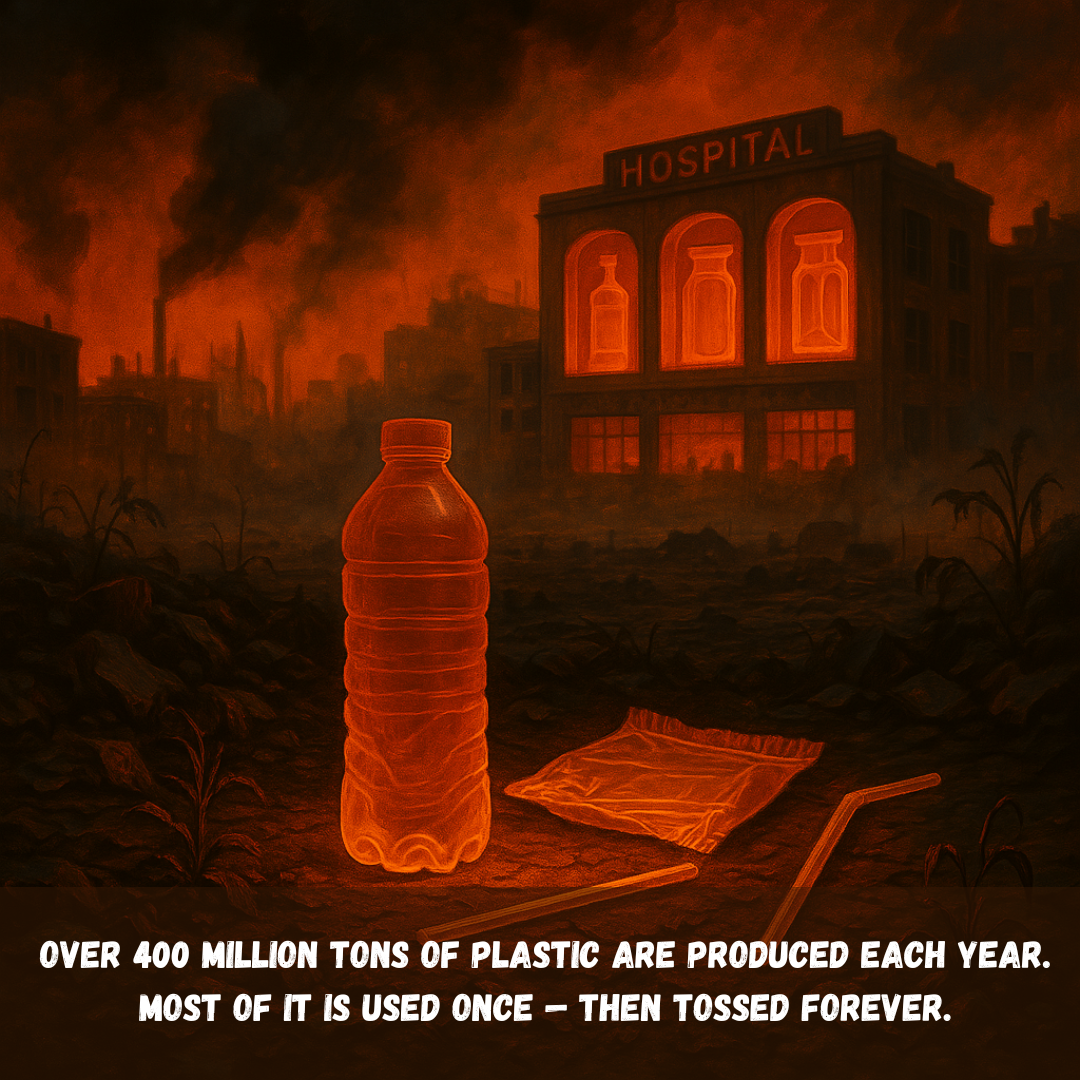 HOSPITAL
OVER 400 MILLION TONS OF PLASTIC ARE PRODUCED EACH YEAR.
MOST OF IT IS USED ONCE – THEN TOSSED FOREVER.